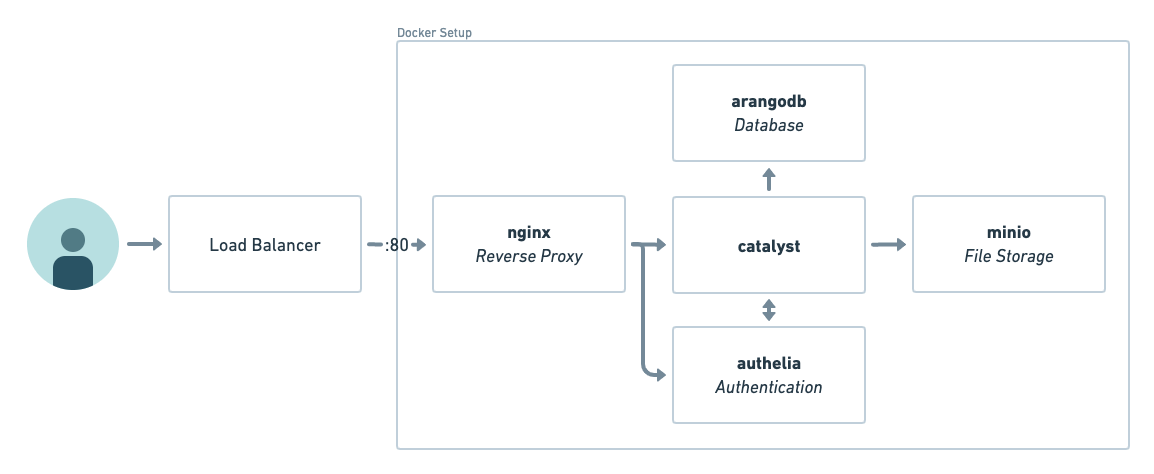 Docker Setup
arangodb
Database
Load Balancer
:80
nginx
Reverse Proxy
catalyst
minio
File Storage
authelia
Authentication